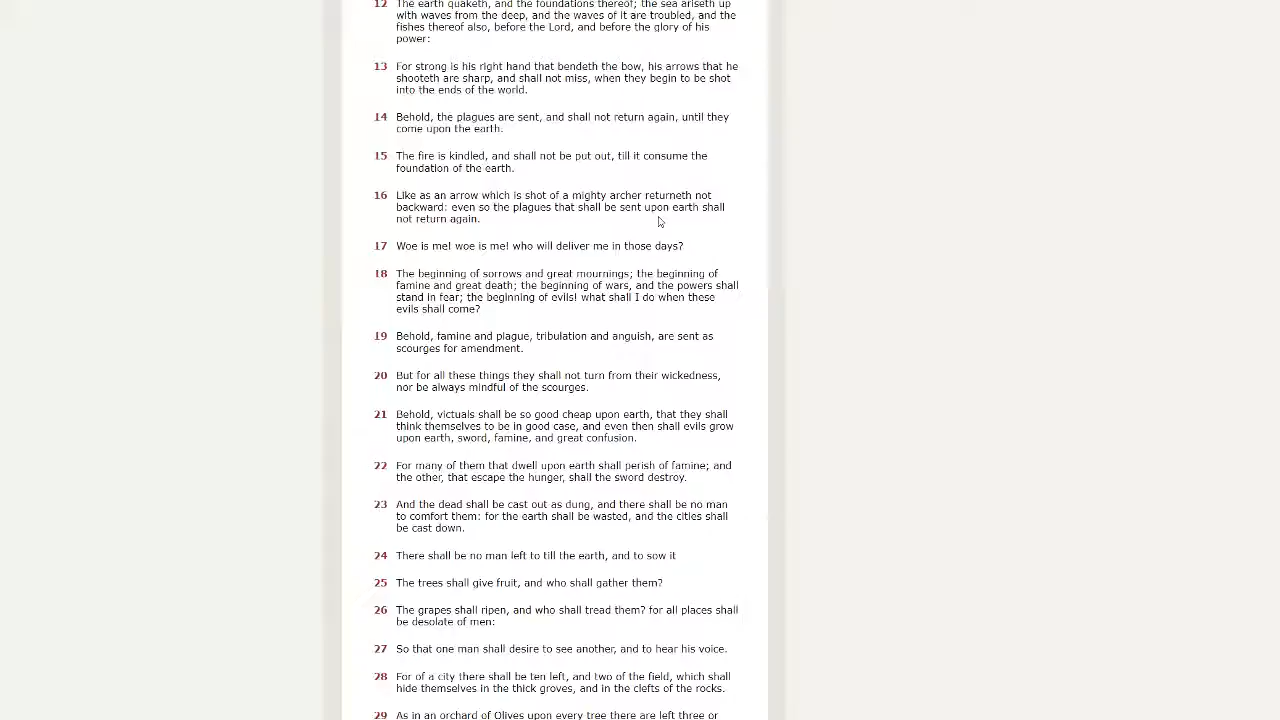 12 The earth quaketh, and the foundations thereof; the sea ariseth up
with waves from the deep, and the waves of it are troubled, and the
fishes thereof also, before the Lord, and before the glory of his
power:
13 For strong is his right hand that bendeth the bow, his arrows that he
shooteth are sharp, and shall not miss, when they begin to be shot
into the ends of the world.
14 Behold, the plagues are sent, and shall not return again, until they
come upon the earth.
15 The fire is kindled, and shall not be put out, till it consume the
foundation of the earth.
16 Like as an arrow which is shot of a mighty archer returneth not
backward: even so the plagues that shall be sent upon earth shall
not return again.
17 Woe is me! woe is me! who will deliver me in those days?
18 The beginning of sorrows and great mournings; the beginning of
famine and great death; the beginning of wars, and the powers shall
stand in fear; the beginning of evils! what shall I do when these
evils shall come?
19 Behold, famine and plague, tribulation and anguish, are sent as
scourges for amendment.
20 But for all these things they shall not turn from their wickedness,
nor be always mindful of the scourges.
21 Behold, victuals shall be so good cheap upon earth, that they shall
think themselves to be in good case, and even then shall evils grow
upon earth, sword, famine, and great confusion.
22 For many of them that dwell upon earth shall perish of famine; and
the other, that escape the hunger, shall the sword destroy.
23 And the dead shall be cast out as dung, and there shall be no man
to comfort them: for the earth shall be wasted, and the cities shall
be cast down.
24 There shall be no man left to till the earth, and to sow it
25 The trees shall give fruit, and who shall gather them?
26 The grapes shall ripen, and who shall tread them? for all places shall
be desolate of men:
27 So that one man shall desire to see another, and to hear his voice.
28 For of a city there shall be ten left, and two of the field, which shall
hide themselves in the thick groves, and in the clefts of the rocks.
29 As in an orchard of Olives upon every tree there are left three or